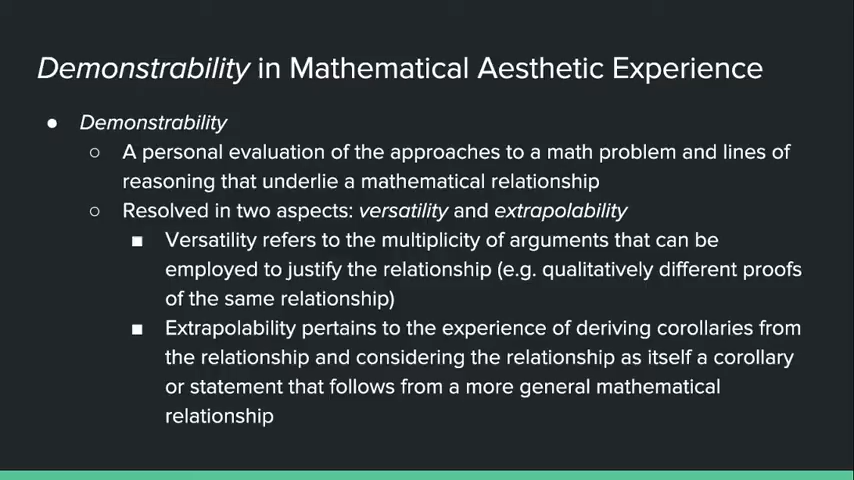 Demonstrability in Mathematical Aesthetic Experience
● Demonstrability
○ A personal evaluation of the approaches to a math problem and lines of
reasoning that underlie a mathematical relationship
○ Resolved in two aspects: versatility and extrapolability
■ Versatility refers to the multiplicity of arguments that can be
employed to justify the relationship (e.g. qualitatively different proofs
of the same relationship)
■ Extrapolability pertains to the experience of deriving corollaries from
the relationship and considering the relationship as itself a corollary
or statement that follows from a more general mathematical
relationship